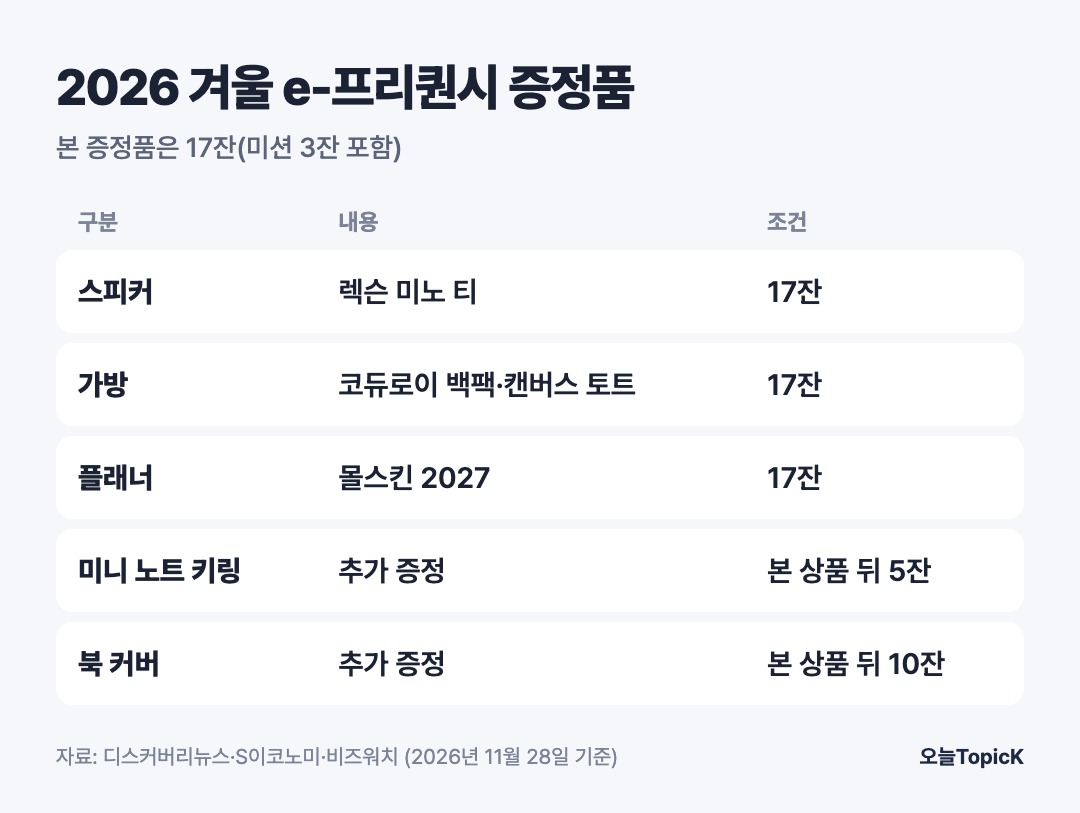 2026 겨울 e-프리퀀시 증정품
본 증정품은 17잔(미션 3잔 포함)
구분 내용 조건
스피커 렉슨 미노 티 17잔
가방 코듀로이 백팩·캔버스 토트 17잔
플래너 몰스킨 2027 17잔
미니 노트 키링 추가 증정 본 상품 뒤 5잔
북 커버 추가 증정 본 상품 뒤 10잔
자료: 디스커버리뉴스·S이코노미·비즈워치 (2026년 11월 28일 기준) 오늘TopicK